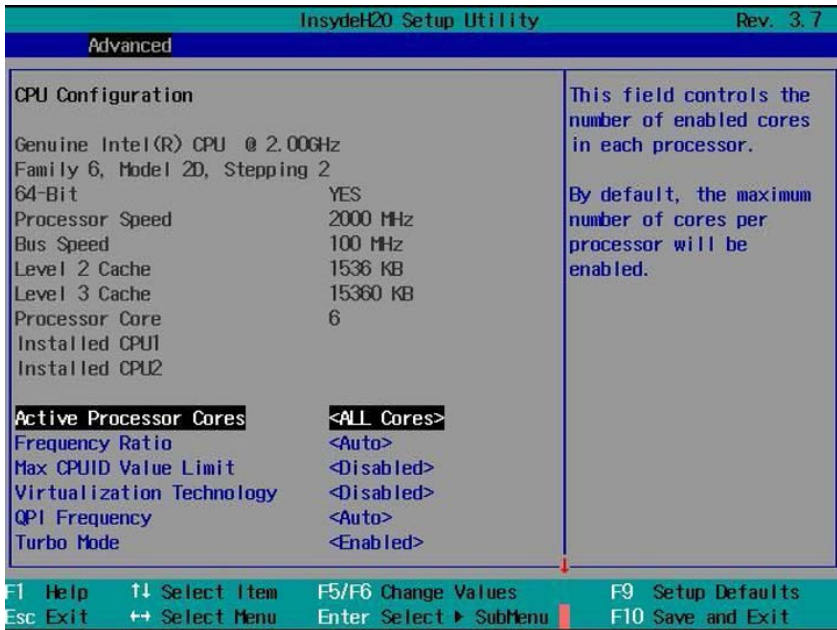 InsydeH20 Setup Utility Rev. 3.7
Advanced
CPU Configuration
Genuine Intel(R) CPU @ 2.00GHz
Family 6, Model 2D, Stepping 2
64-Bit YES
Processor Speed 2000 MHz
Bus Speed 100 MHz
Level 2 Cache 1536 KB
Level 3 Cache 15360 KB
Processor Core 6
Installed CPU1
Installed CPU2
Active Processor Cores <ALL Cores>
Frequency Ratio <Auto>
Max CPUID Value Limit <Disabled>
Virtualization Technology <Disabled>
QPI Frequency <Auto>
Turbo Mode <Enabled>
This field controls the
number of enabled cores
in each processor.
By default, the maximum
number of cores per
processor will be
enabled.
F1 Help ↑↓ Select Item F5/F6 Change Values F9 Setup Defaults
Esc Exit ↔ Select Menu Enter Select ▶ SubMenu F10 Save and Exit